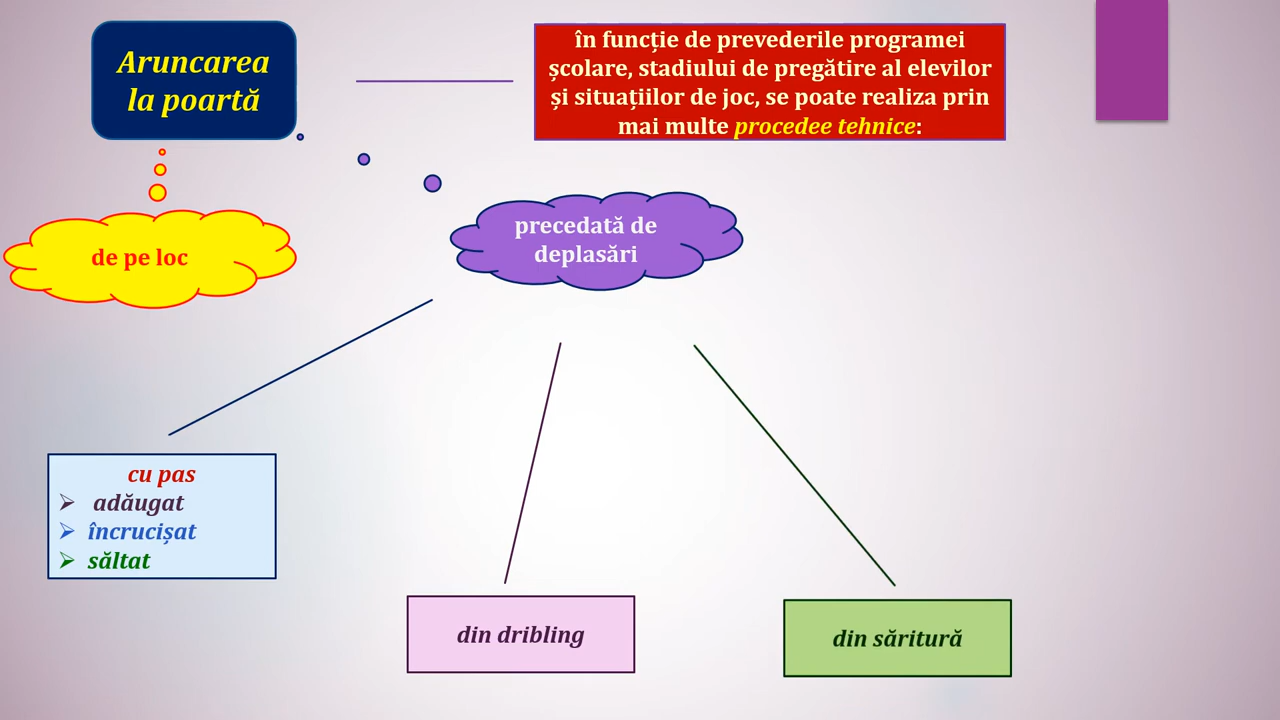 Aruncarea
la poartă
în funcție de prevederile programei
școlare, stadiului de pregătire al elevilor
și situațiilor de joc, se poate realiza prin
mai multe procedee tehnice:
de pe loc
precedată de
deplasări
cu pas
adăugat
încrucișat
săltat
din dribling
din săritură